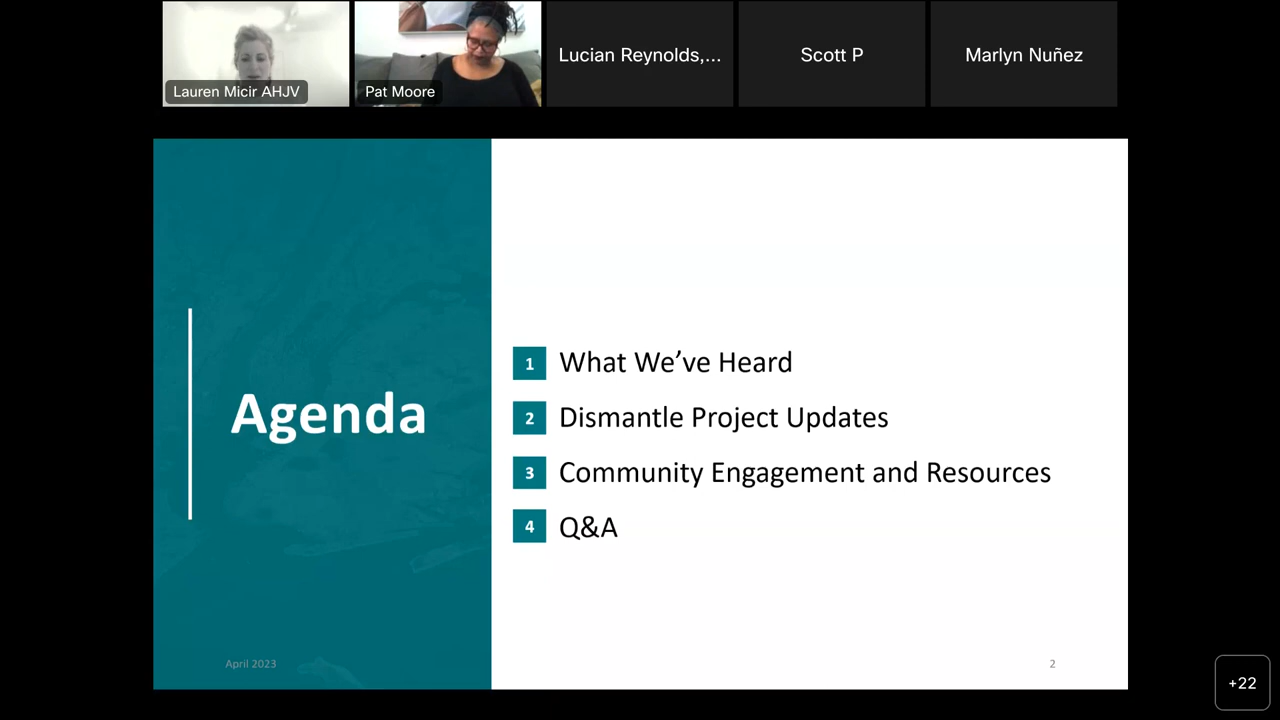 Lauren Micir AHJV
Pat Moore
Lucian Reynolds,...
Scott P
Marlyn Nuñez
Agenda
1 What We’ve Heard
2 Dismantle Project Updates
3 Community Engagement and Resources
4 Q&A
April 2023
2
+22